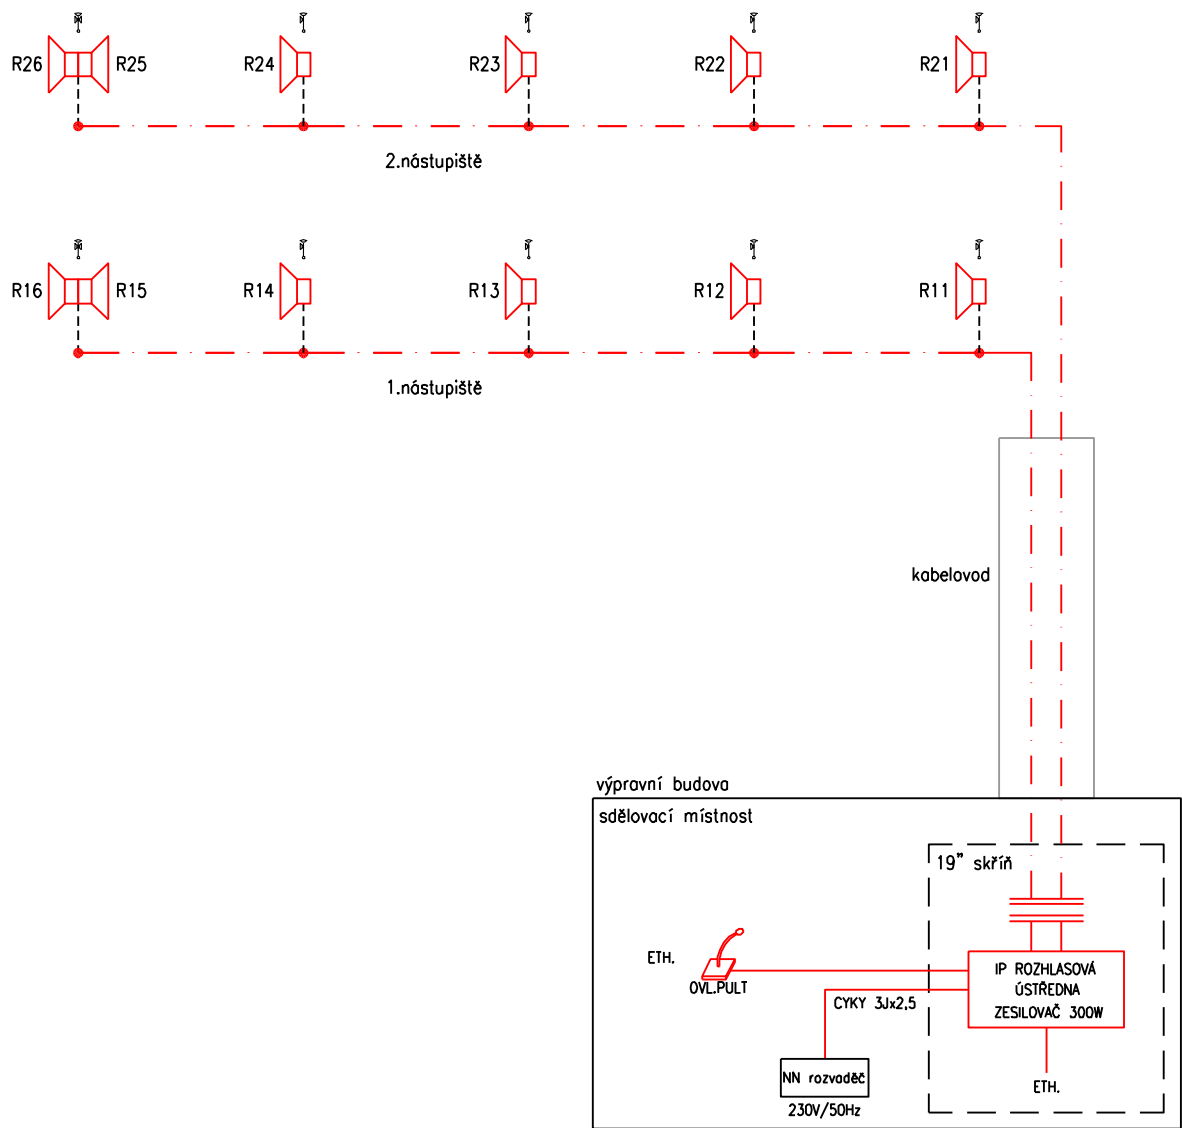 R26 R25 R24 R23 R22 R21
2.nástupiště
R16 R15 R14 R13 R12 R11
1.nástupiště
kabelovod
výpravní budova
sdělovací místnost
19" skříň
ETH.
OVL.PULT
IP ROZHLASOVÁ
ÚSTŘEDNA
ZESILOVAČ 300W
CYKY 3Jx2,5
NN rozvaděč
230V/50Hz
ETH.